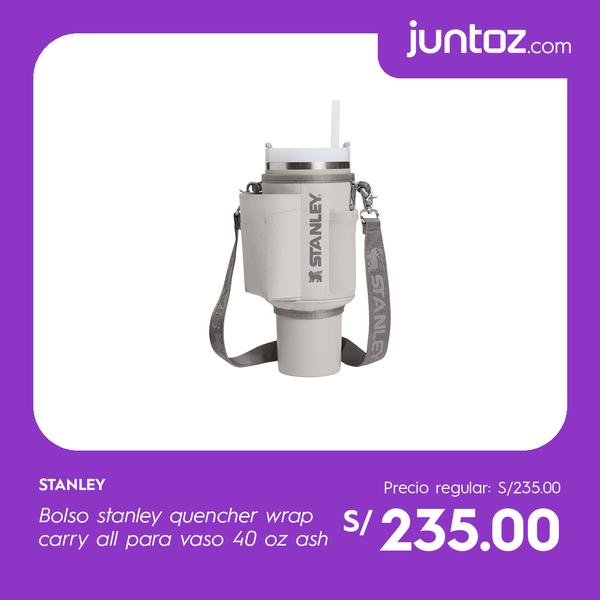 juntoz.com
STANLEY
STANLEY
STANLEY
Precio regular: S/235.00
Bolso stanley quencher wrap
carry all para vaso 40 oz ash
S/ 235.00